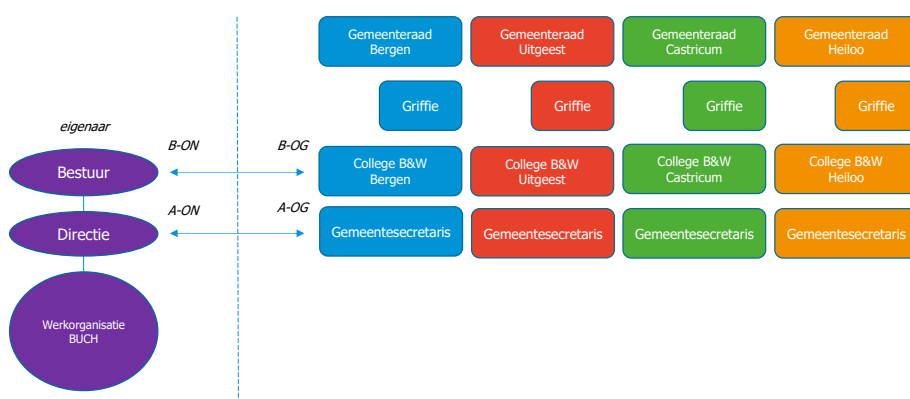 Gemeenteraad
Bergen
Gemeenteraad
Uitgeest
Gemeenteraad
Castricum
Gemeenteraad
Heiloo
Griffie
Griffie
Griffie
Griffie
eigenaar
B-ON
B-OG
Bestuur
College B&W
Bergen
College B&W
Uitgeest
College B&W
Castricum
College B&W
Heiloo
A-ON
A-OG
Directie
Gemeentesecretaris
Gemeentesecretaris
Gemeentesecretaris
Gemeentesecretaris
Werkorganisatie
BUCH